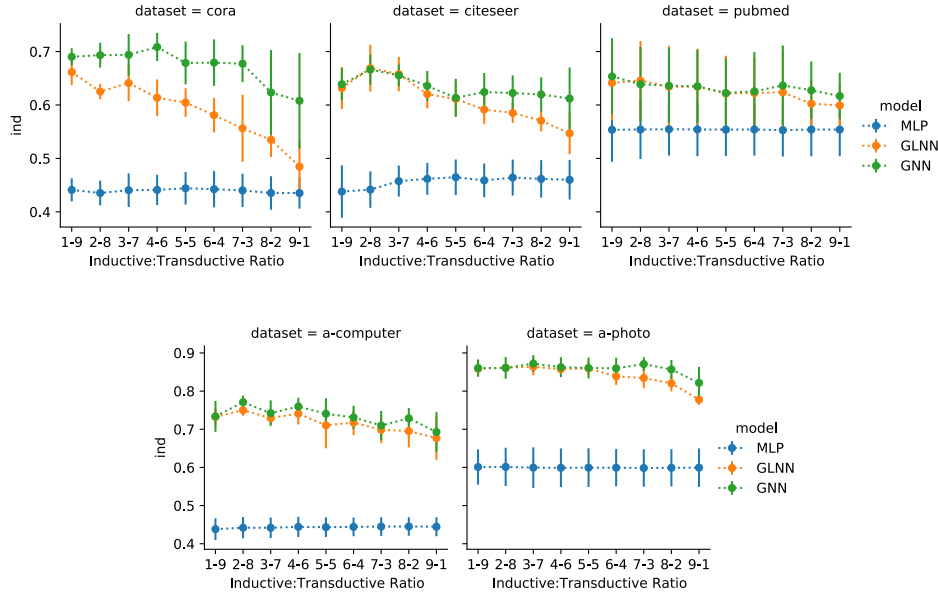 dataset = cora
dataset = citeseer
dataset = pubmed
0.7
0.6
0.5
0.4
ind
1-9 2-8 3-7 4-6 5-5 6-4 7-3 8-2 9-1
Inductive:Transductive Ratio
1-9 2-8 3-7 4-6 5-5 6-4 7-3 8-2 9-1
Inductive:Transductive Ratio
1-9 2-8 3-7 4-6 5-5 6-4 7-3 8-2 9-1
Inductive:Transductive Ratio
model
MLP
GLNN
GNN
dataset = a-computer
dataset = a-photo
0.9
0.8
0.7
0.6
0.5
0.4
ind
1-9 2-8 3-7 4-6 5-5 6-4 7-3 8-2 9-1
Inductive:Transductive Ratio
1-9 2-8 3-7 4-6 5-5 6-4 7-3 8-2 9-1
Inductive:Transductive Ratio
model
MLP
GLNN
GNN